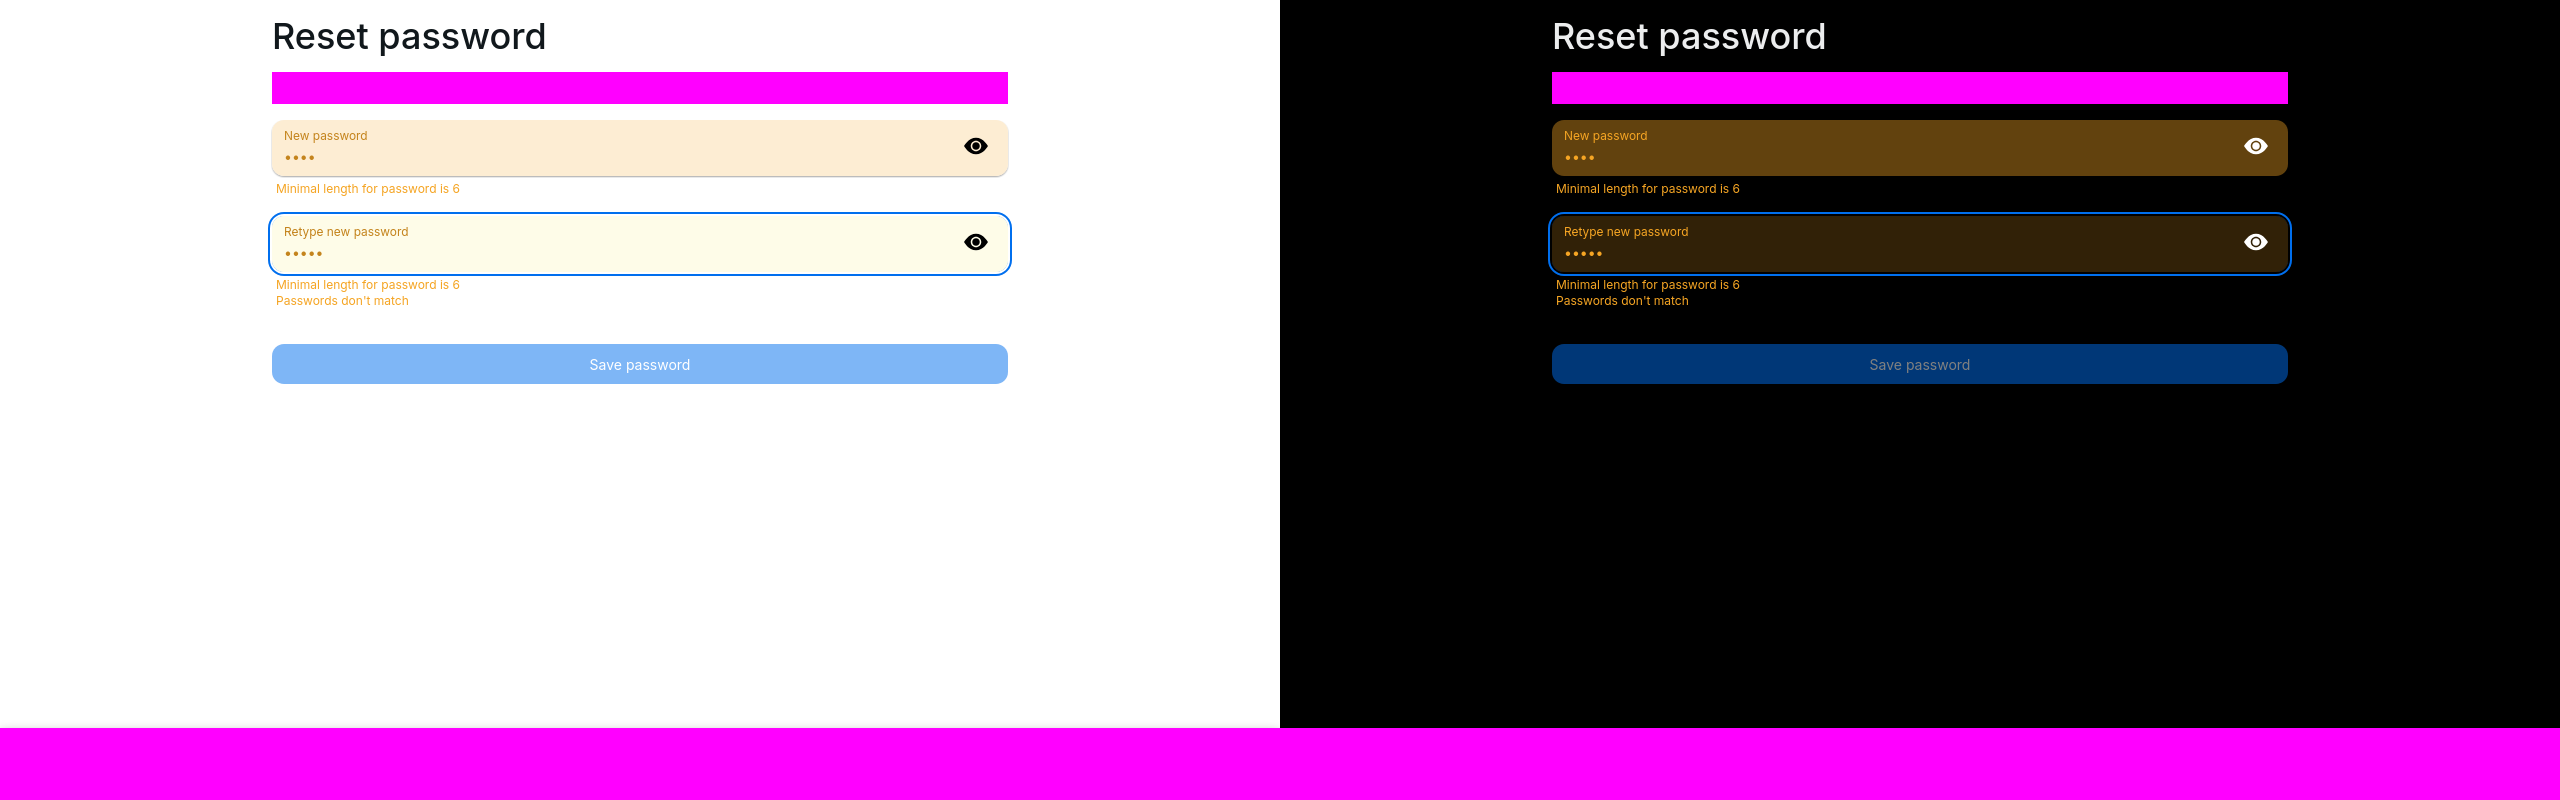 Reset password
New password
••••
Minimal length for password is 6
Retype new password
•••••
Minimal length for password is 6
Passwords don't match
Save password
Reset password
New password
••••
Minimal length for password is 6
Retype new password
•••••
Minimal length for password is 6
Passwords don't match
Save password